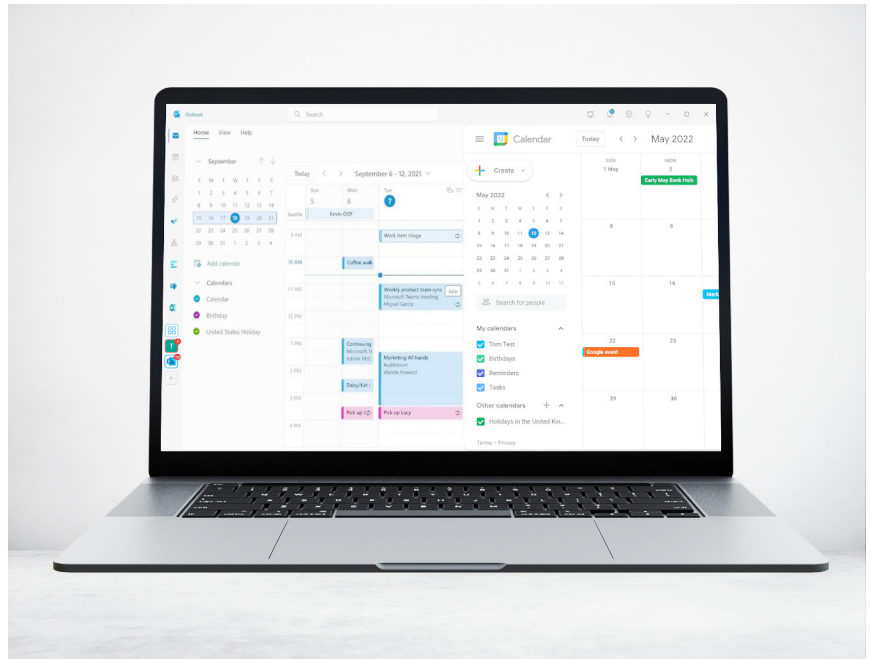 Outlook
Search
Home View Help
September
S M T W T F S
1 2 3 4 5 6 7
8 9 10 11 12 13 14
15 16 17 18 19 20 21
22 23 24 25 26 27 28
29 30 31 1 2 3 4
Add calendar
Calendars
Calendar
Birthday
United States Holiday
Today September 6 - 12, 2021
Sun Mon Tue
5 6 7
Seattle Kevin OOF
9 AM Work item triage
10 AM Coffee walk
11 AM Weekly product team sync Join
Microsoft Teams meeting
Miguel Garcia
12 PM
1 PM Continuing
Microsoft Te
Johnie McC
Marketing All hands
Auditorium
Wanda Howard
2 PM
Daisy/Kat
3 PM
Pick up Pick up Lucy
4 PM
Calendar
Today May 2022
Create
May 2022
S M T W T F S
1 2 3 4 5 6 7
8 9 10 11 12 13 14
15 16 17 18 19 20 21
22 23 24 25 26 27 28
29 30 31 1 2 3 4
5 6 7 8 9 10 11
Search for people
My calendars
Tom Test
Birthdays
Reminders
Tasks
Other calendars
Holidays in the United Kin...
Terms – Privacy
SUN MON
1 May 2
Early May Bank Holi
8 9
15 16
Mark
22 23
Google event
29 30